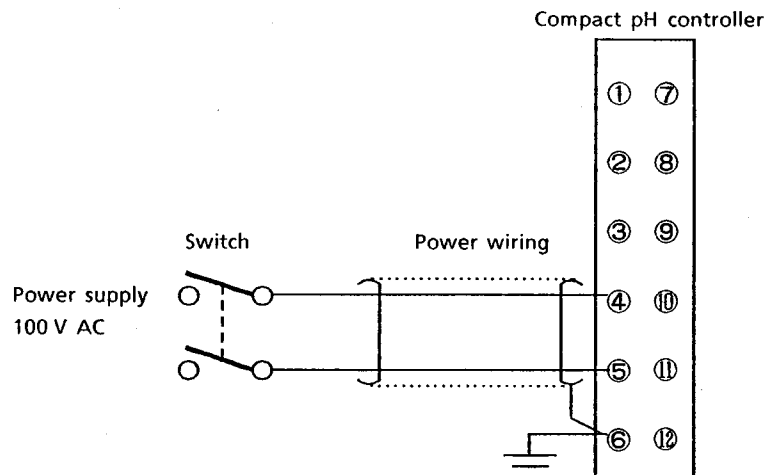 Compact pH controller
① ⑦
② ⑧
③ ⑨
Switch
Power wiring
Power supply
100 V AC
④ ⑩
⑤ ⑪
⑥ ⑫